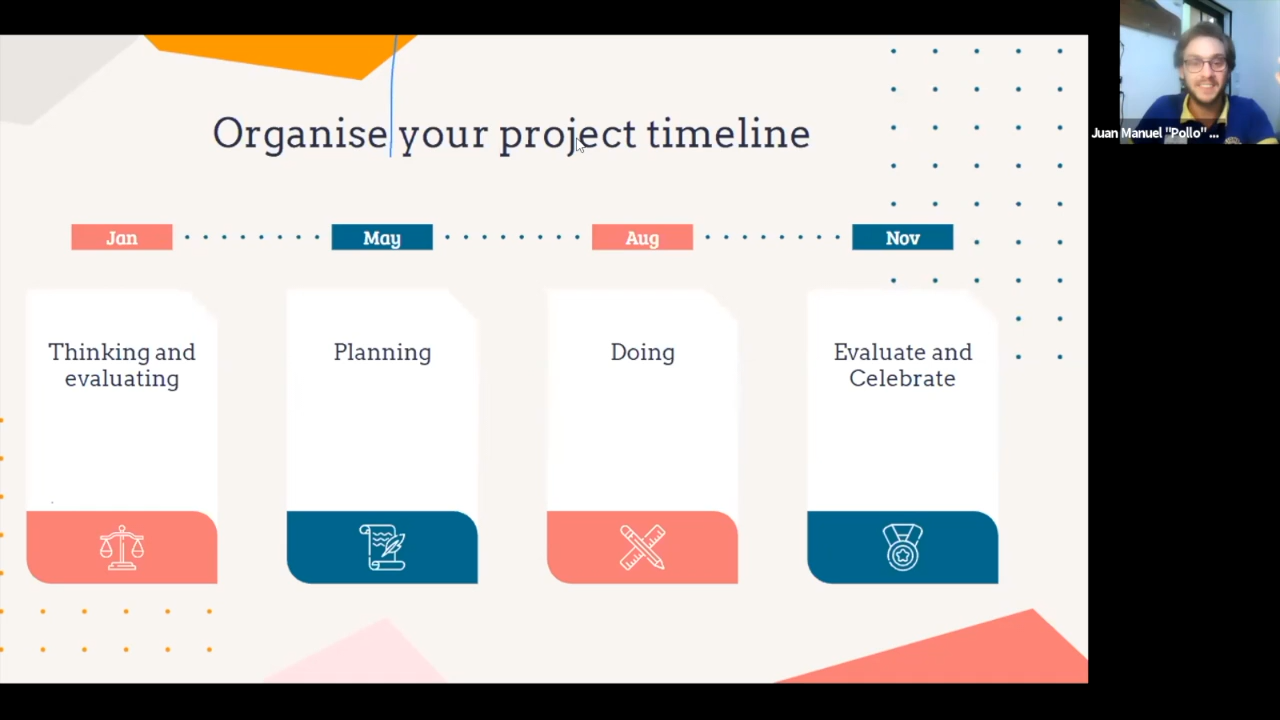 Organise your project timeline
Jan
May
Aug
Nov
Thinking and
evaluating
Planning
Doing
Evaluate and
Celebrate
Juan Manuel "Pollo" ...